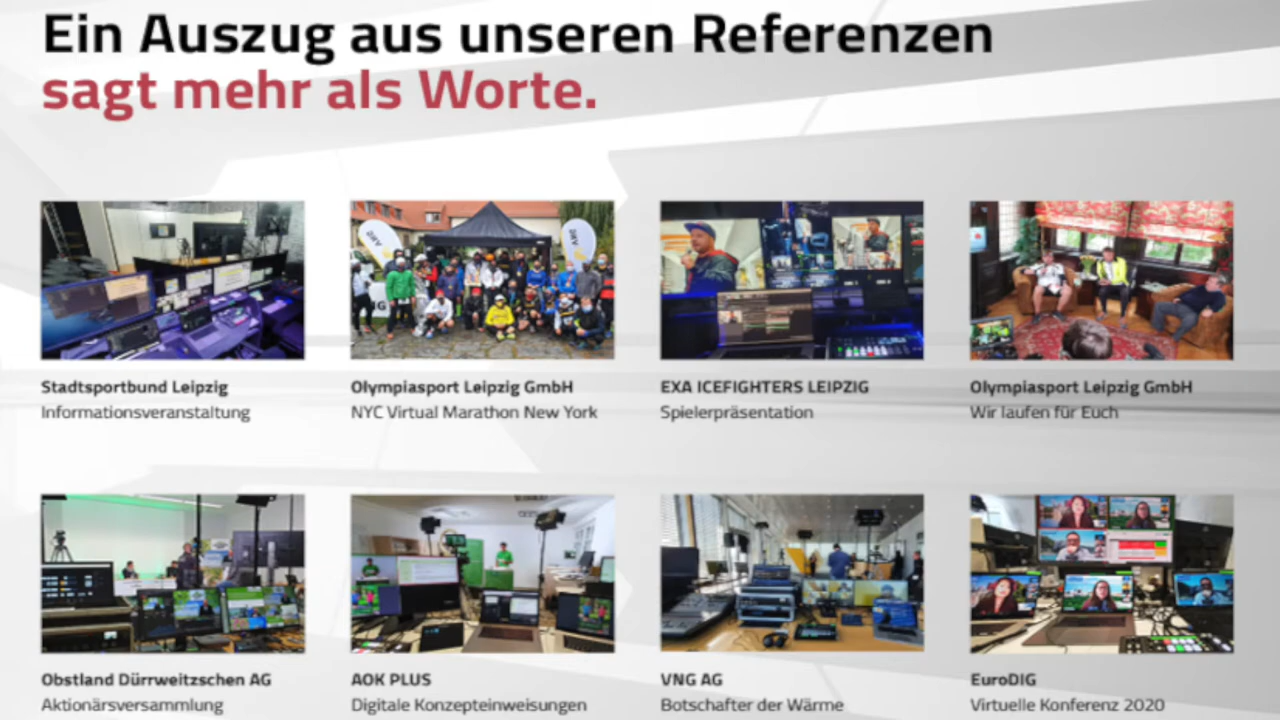 Ein Auszug aus unseren Referenzen
sagt mehr als Worte.
Stadtsportbund Leipzig
Informationsveranstaltung
Olympiasport Leipzig GmbH
NYC Virtual Marathon New York
EXA ICEFIGHTERS LEIPZIG
Spielerpräsentation
Olympiasport Leipzig GmbH
Wir laufen für Euch
Obstland Dürrweitzschen AG
Aktionärsversammlung
AOK PLUS
Digitale Konzepteinweisungen
VNG AG
Botschafter der Wärme
EuroDIG
Virtuelle Konferenz 2020